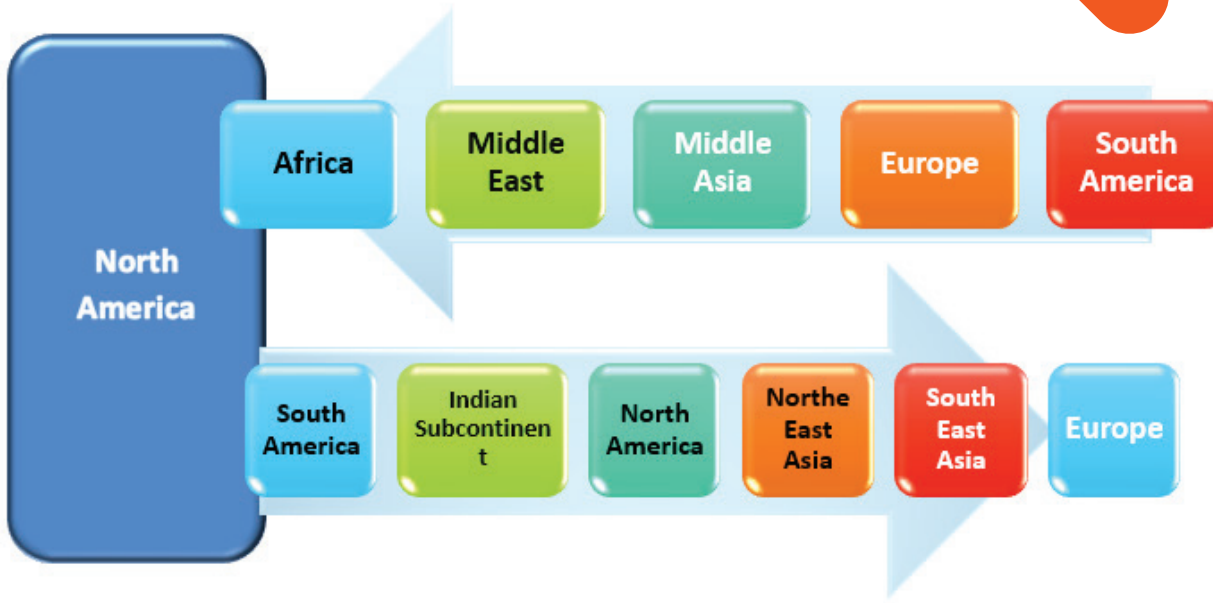 North
America
Africa
Middle
East
Middle
Asia
Europe
South
America
South
America
Indian
Subcontinen
t
North
America
Northe
East
Asia
South
East
Asia
Europe